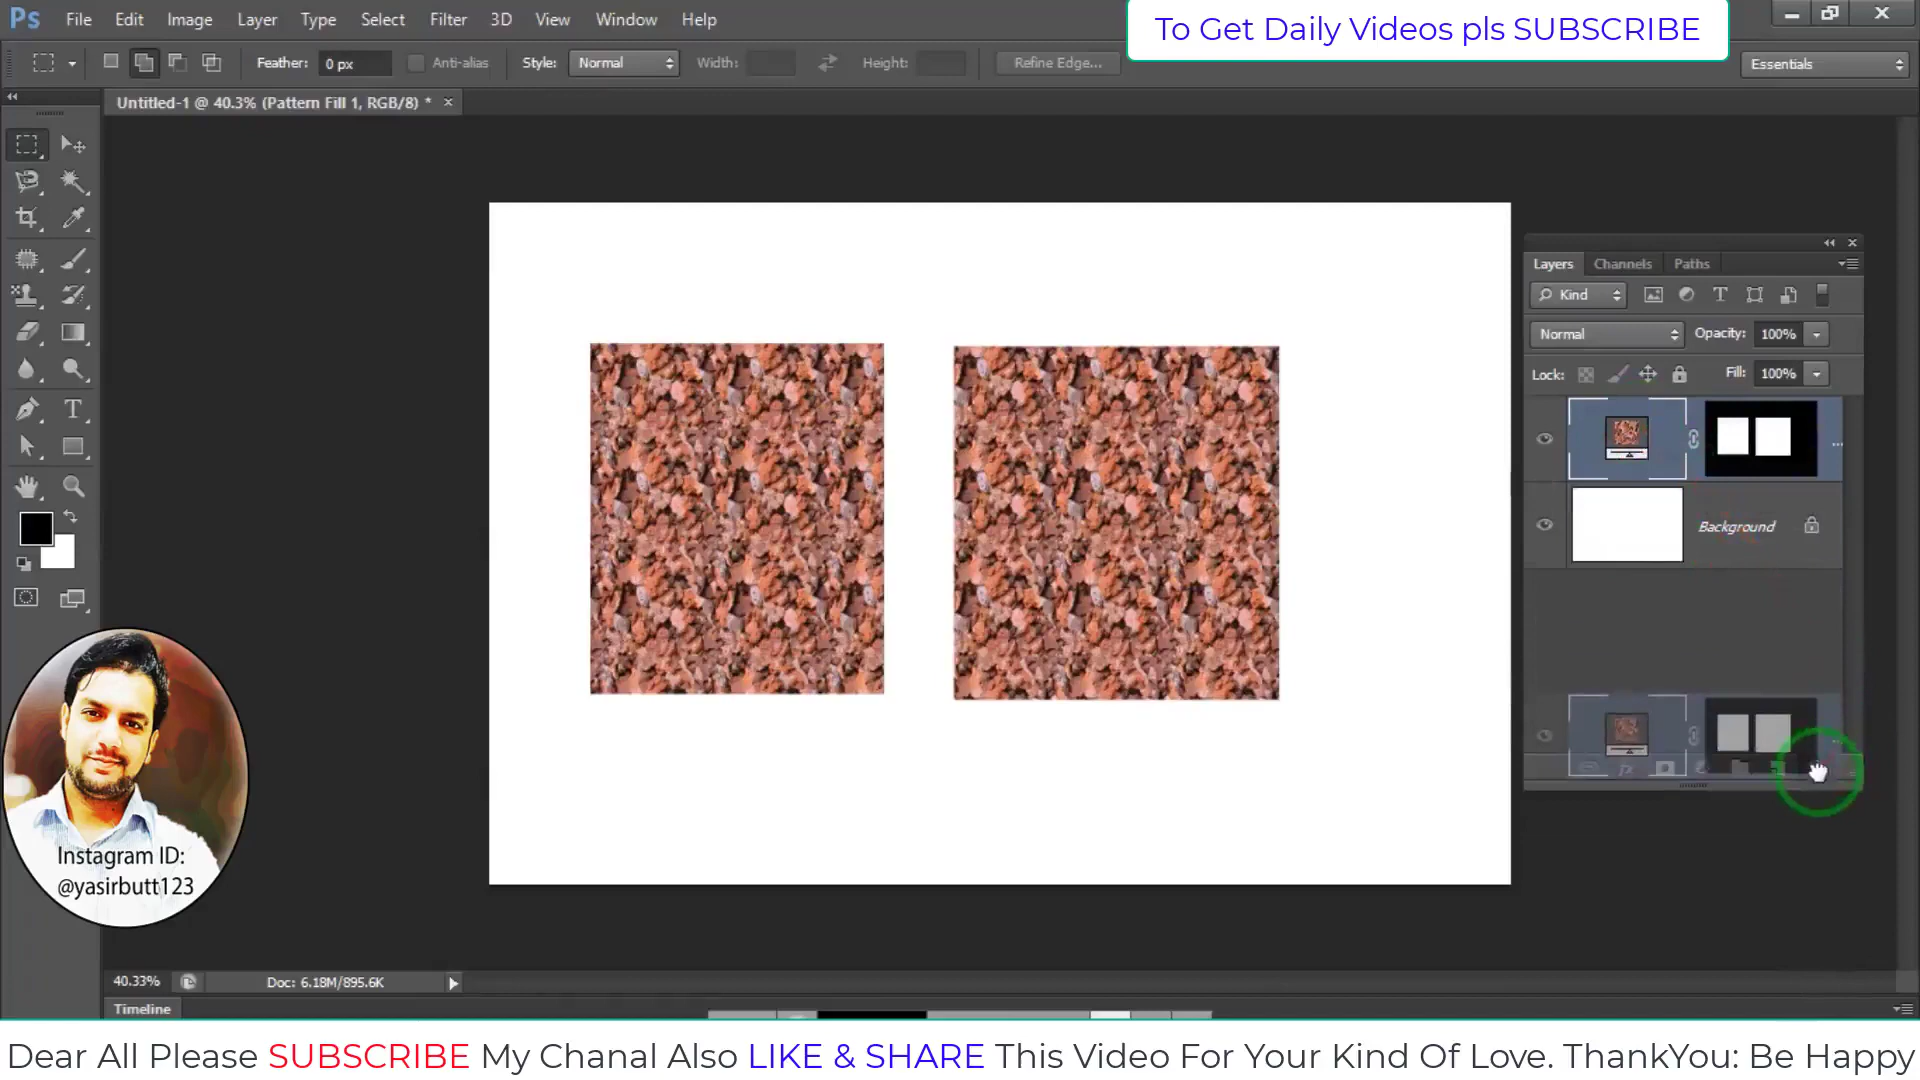 Ps File Edit Image Layer Type Select Filter 3D View Window Help
To Get Daily Videos pls SUBSCRIBE
Feather: 0 px Anti-alias Style: Normal Width: Height: Refine Edge... Essentials
Untitled-1 @ 40.3% (Pattern Fill 1, RGB/8) *
Layers Channels Paths
Kind
Normal Opacity: 100%
Lock: Fill: 100%
Background
Instagram ID:
@yasirbutt123
40.33% Doc: 6.18M/895.6K
Timeline
Dear All Please SUBSCRIBE My Chanal Also LIKE & SHARE This Video For Your Kind Of Love. ThankYou: Be Happy